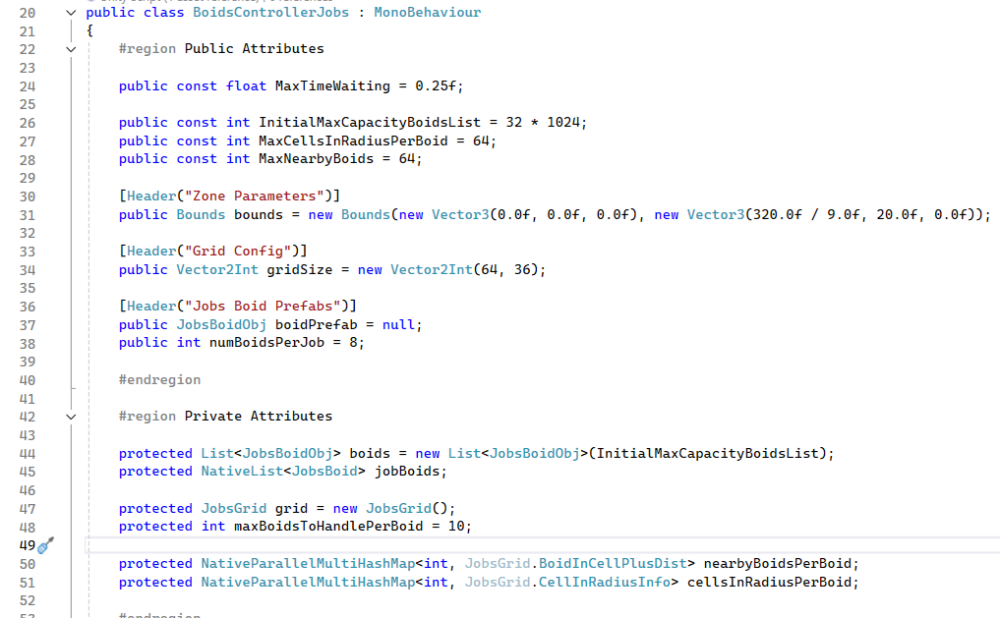 20 public class BoidsControllerJobs : MonoBehaviour
21 {
22 #region Public Attributes
23
24 public const float MaxTimeWaiting = 0.25f;
25
26 public const int InitialMaxCapacityBoidsList = 32 * 1024;
27 public const int MaxCellsInRadiusPerBoid = 64;
28 public const int MaxNearbyBoids = 64;
29
30 [Header("Zone Parameters")]
31 public Bounds bounds = new Bounds(new Vector3(0.0f, 0.0f, 0.0f), new Vector3(320.0f / 9.0f, 20.0f, 0.0f));
32
33 [Header("Grid Config")]
34 public Vector2Int gridSize = new Vector2Int(64, 36);
35
36 [Header("Jobs Boid Prefabs")]
37 public JobsBoidObj boidPrefab = null;
38 public int numBoidsPerJob = 8;
39
40 #endregion
41
42 #region Private Attributes
43
44 protected List<JobsBoidObj> boids = new List<JobsBoidObj>(InitialMaxCapacityBoidsList);
45 protected NativeList<JobsBoid> jobBoids;
46
47 protected JobsGrid grid = new JobsGrid();
48 protected int maxBoidsToHandlePerBoid = 10;
49
50 protected NativeParallelMultiHashMap<int, JobsGrid.BoidInCellPlusDist> nearbyBoidsPerBoid;
51 protected NativeParallelMultiHashMap<int, JobsGrid.CellInRadiusInfo> cellsInRadiusPerBoid;
52
53 #endregion